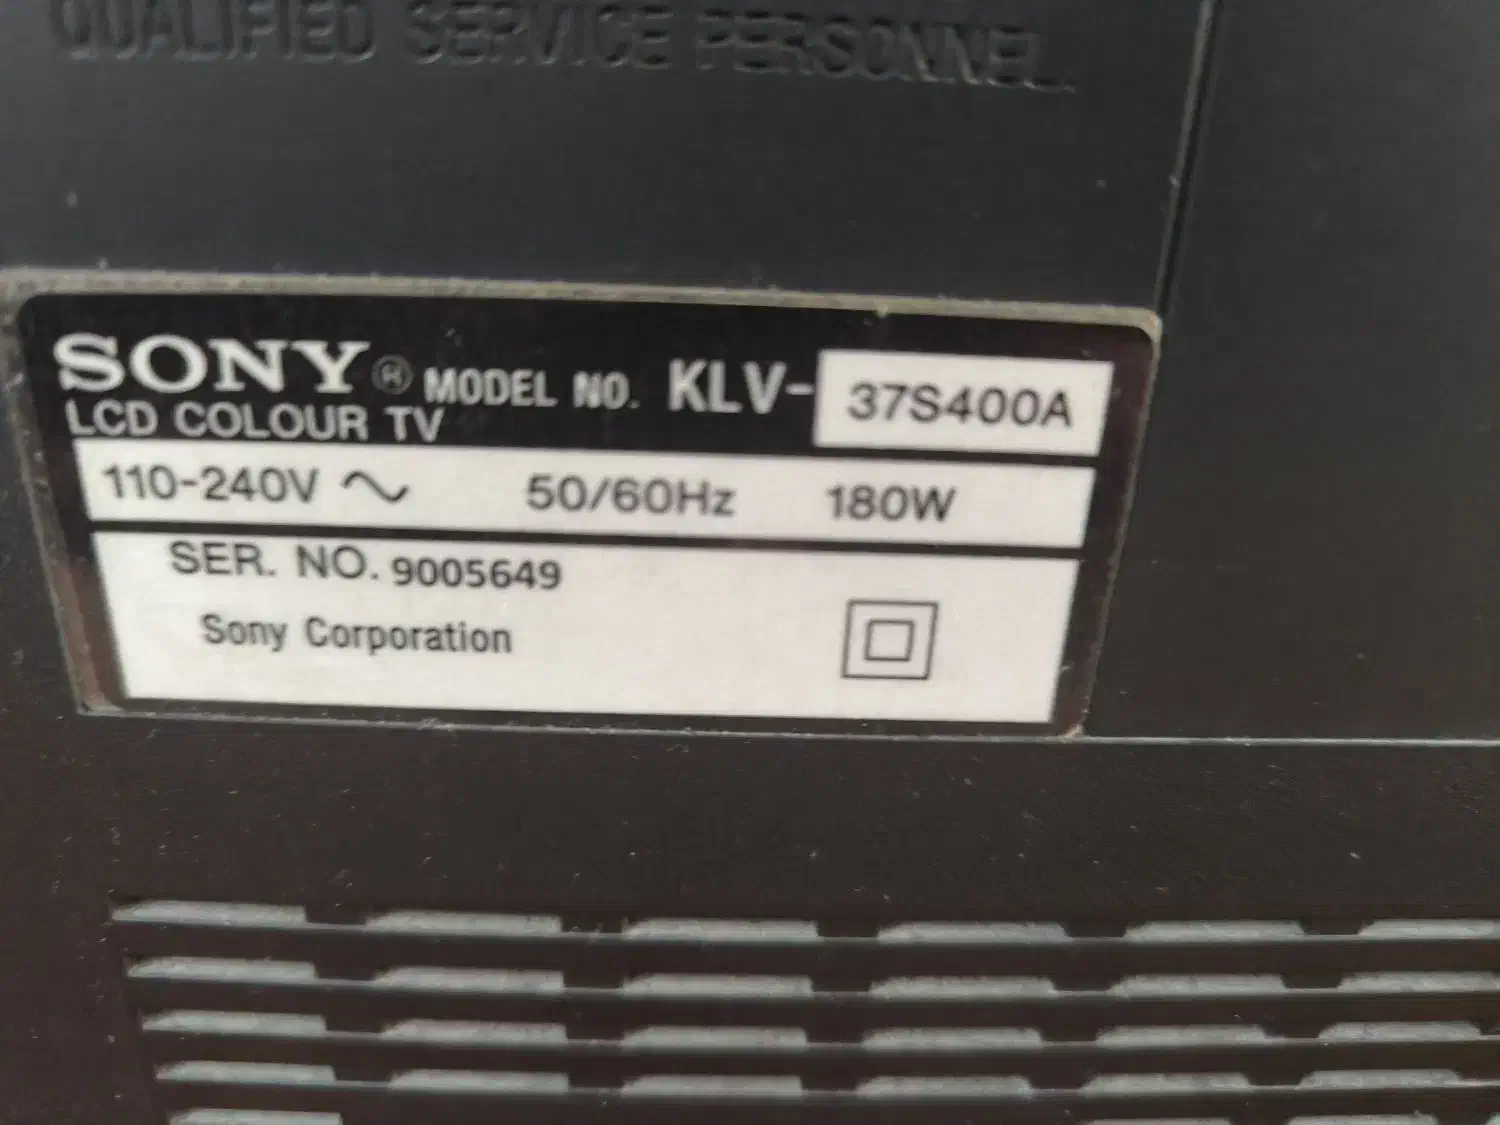 QUALIFIED SERVICE PERSONNEL.
SONY® MODEL NO. KLV-37S400A
LCD COLOUR TV
110-240V ~ 50/60Hz 180W
SER. NO. 9005649
Sony Corporation